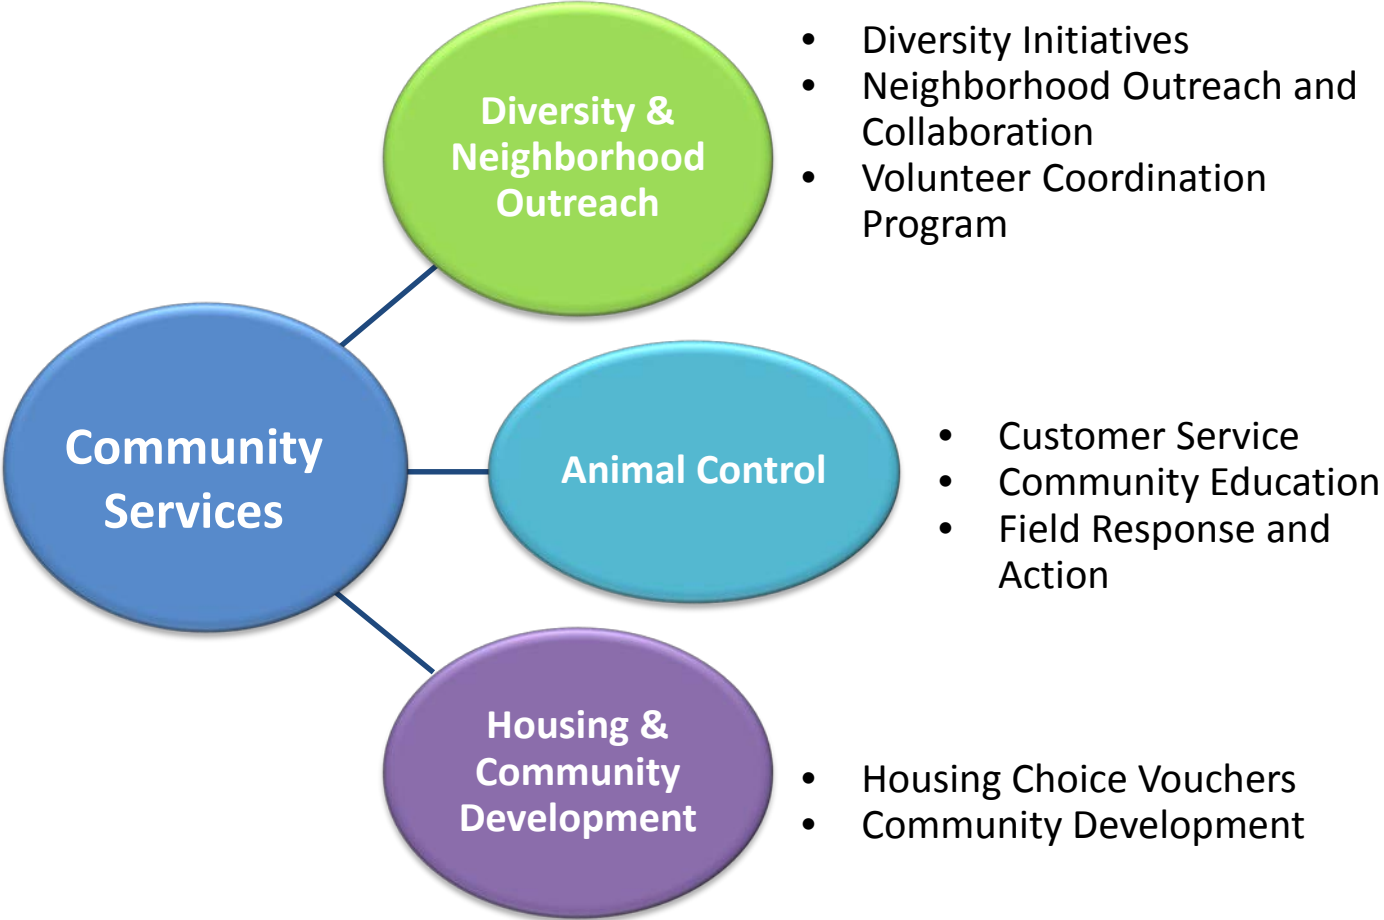 Diversity &
Neighborhood
Outreach
• Diversity Initiatives
• Neighborhood Outreach and
Collaboration
• Volunteer Coordination
Program
Community
Services
Animal Control
• Customer Service
• Community Education
• Field Response and
Action
Housing &
Community
Development
• Housing Choice Vouchers
• Community Development